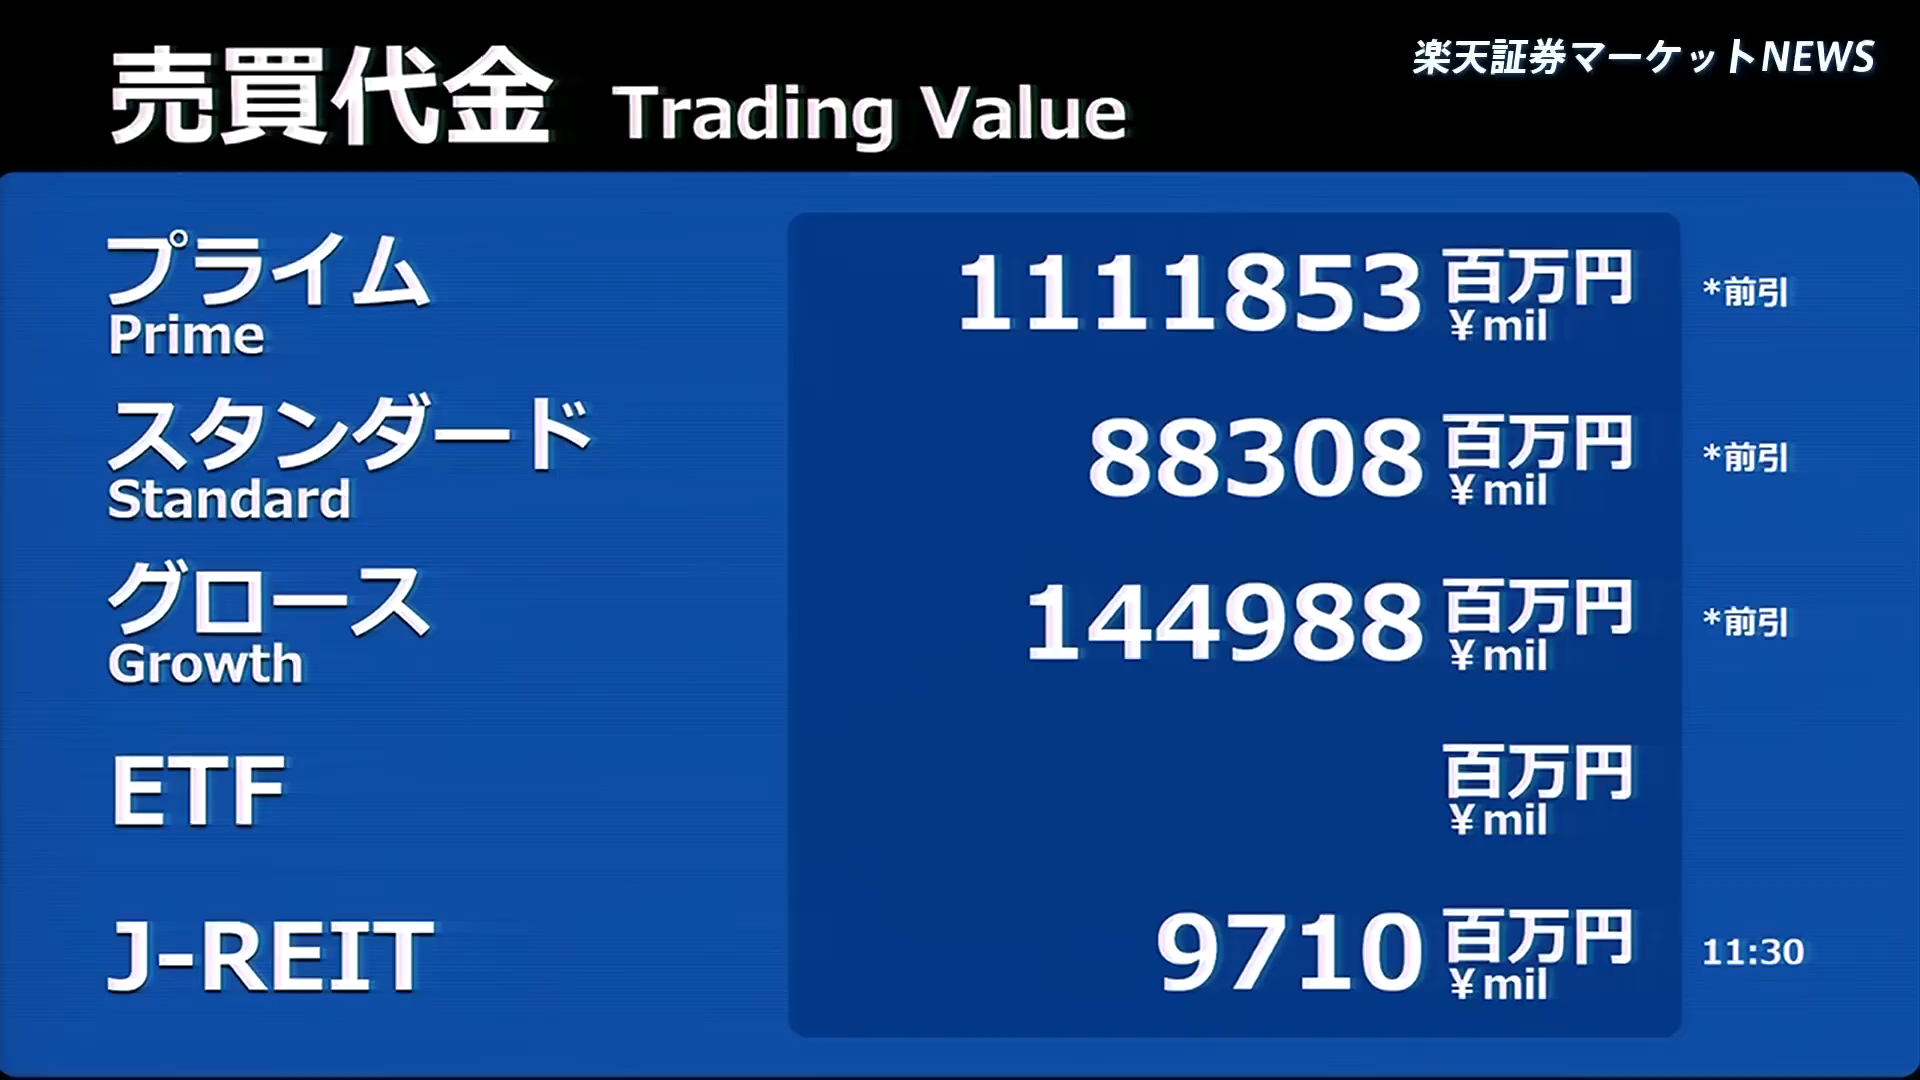 売買代金 Trading Value
楽天証券マーケットNEWS
プライム 1111853 百万円 *前引
Prime ¥mil
スタンダード 88308 百万円 *前引
Standard ¥mil
グロース 144988 百万円 *前引
Growth ¥mil
ETF 百万円
¥mil
J-REIT 9710 百万円 11:30
¥mil